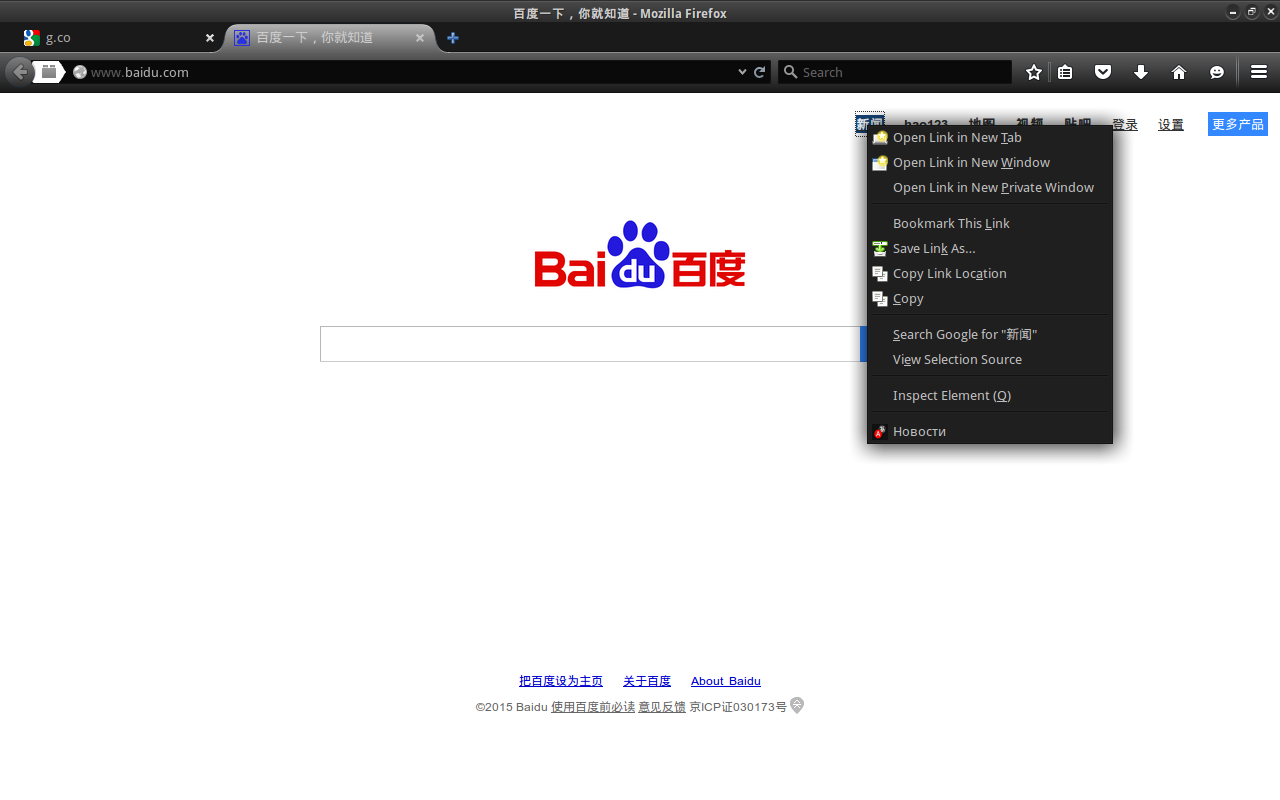 百度一下，你就知道 - Mozilla Firefox
g.co
百度一下，你就知道
www.baidu.com
Search
新闻 hao123 地图 视频 贴吧 登录 设置 更多产品
Open Link in New Tab
Open Link in New Window
Open Link in New Private Window
Bookmark This Link
Save Link As...
Copy Link Location
Copy
Search Google for "新闻"
View Selection Source
Inspect Element (Q)
Новости
Baidu百度
把百度设为主页 关于百度 About Baidu
©2015 Baidu 使用百度前必读 意见反馈 京ICP证030173号